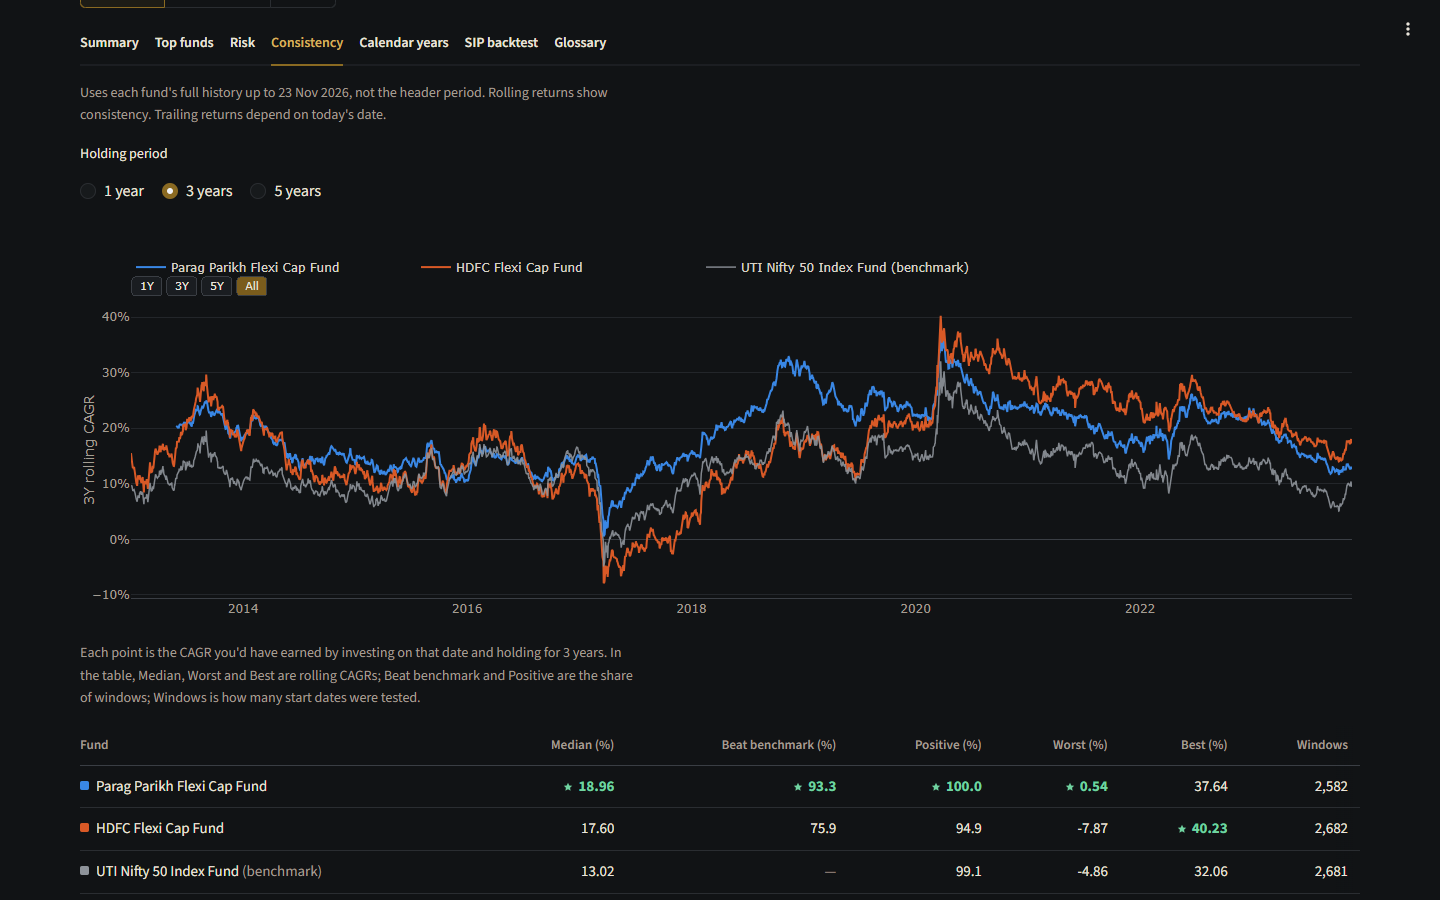 Summary Top funds Risk Consistency Calendar years SIP backtest Glossary
Uses each fund's full history up to 23 Nov 2026, not the header period. Rolling returns show
consistency. Trailing returns depend on today's date.
Holding period
1 year 3 years 5 years
Parag Parikh Flexi Cap Fund HDFC Flexi Cap Fund UTI Nifty 50 Index Fund (benchmark)
1Y 3Y 5Y All
3Y rolling CAGR
40%
30%
20%
10%
0%
−10%
2014 2016 2018 2020 2022
Each point is the CAGR you'd have earned by investing on that date and holding for 3 years. In
the table, Median, Worst and Best are rolling CAGRs; Beat benchmark and Positive are the share
of windows; Windows is how many start dates were tested.
Fund Median (%) Beat benchmark (%) Positive (%) Worst (%) Best (%) Windows
Parag Parikh Flexi Cap Fund ★ 18.96 ★ 93.3 ★ 100.0 ★ 0.54 37.64 2,582
HDFC Flexi Cap Fund 17.60 75.9 94.9 -7.87 ★ 40.23 2,682
UTI Nifty 50 Index Fund (benchmark) 13.02 — 99.1 -4.86 32.06 2,681